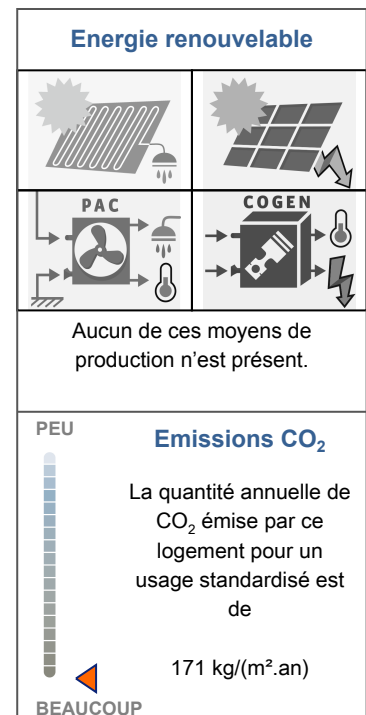 Energie renouvelable
PAC
COGEN
Aucun de ces moyens de
production n'est présent.
PEU
Emissions CO₂
La quantité annuelle de
CO₂ émise par ce
logement pour un
usage standardisé est
de
171 kg/(m².an)
BEAUCOUP